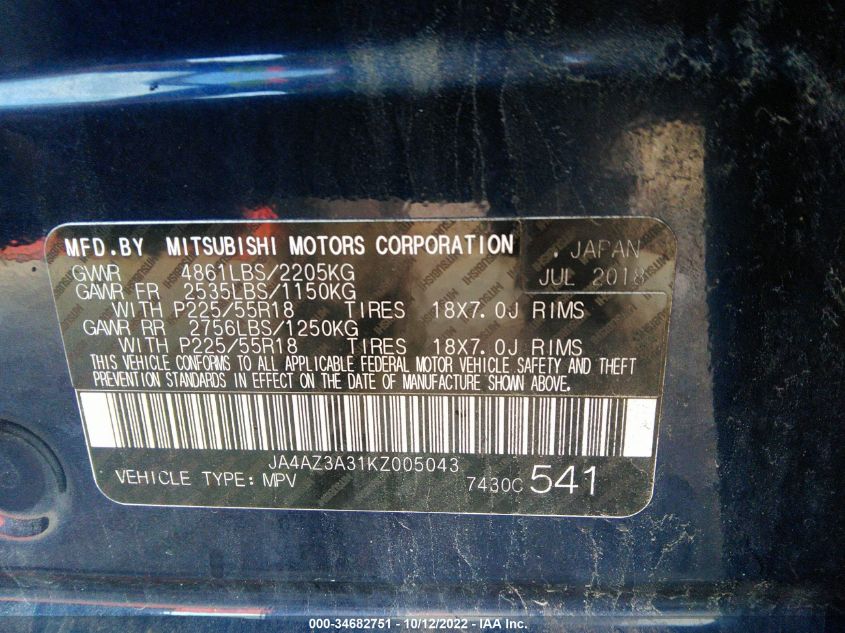 MFD.BY MITSUBISHI MOTORS CORPORATION . JAPAN
GVWR 4861LBS/2205KG JUL 2018
GAWR FR 2535LBS/1150KG
WITH P225/55R18 TIRES 18X7.0J RIMS
GAWR RR 2756LBS/1250KG
WITH P225/55R18 TIRES 18X7.0J RIMS
THIS VEHICLE CONFORMS TO ALL APPLICABLE FEDERAL MOTOR VEHICLE SAFETY AND THEFT
PREVENTION STANDARDS IN EFFECT ON THE DATE OF MANUFACTURE SHOWN ABOVE.
JA4AZ3A31KZ005043
VEHICLE TYPE: MPV 7430C 541
000-34682751 - 10/12/2022 - IAA Inc.